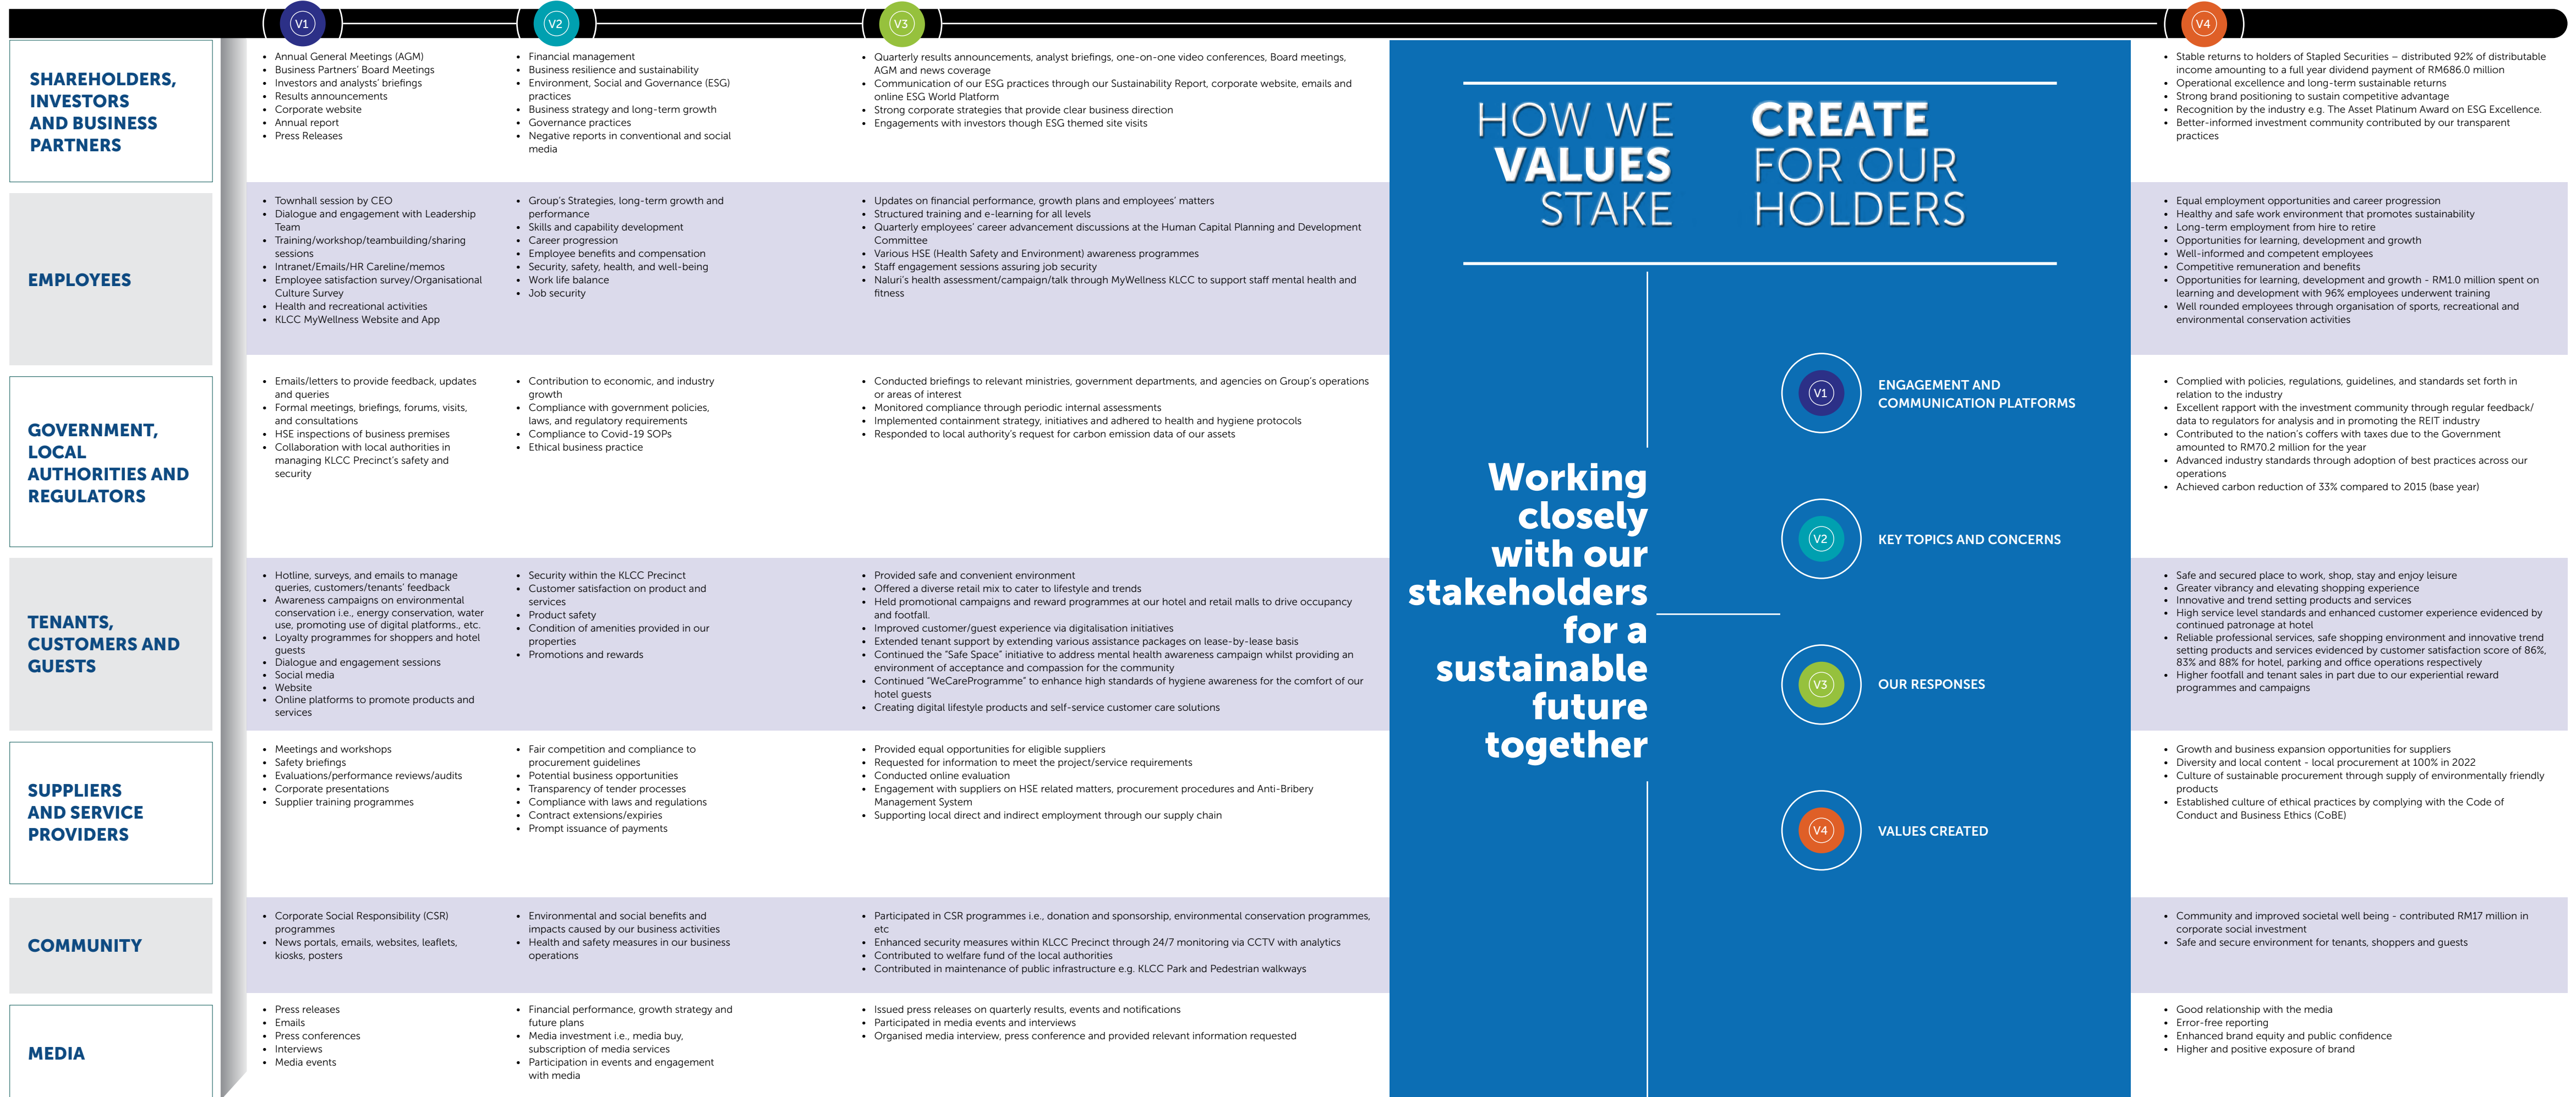 V1
V2
V3
V4
SHAREHOLDERS,
INVESTORS
AND BUSINESS
PARTNERS
• Annual General Meetings (AGM)
• Business Partners' Board Meetings
• Investors and analysts' briefings
• Results announcements
• Corporate website
• Annual report
• Press Releases
• Financial management
• Business resilience and sustainability
• Environment, Social and Governance (ESG)
practices
• Business strategy and long-term growth
• Governance practices
• Negative reports in conventional and social
media
• Quarterly results announcements, analyst briefings, one-on-one video conferences, Board meetings,
AGM and news coverage
• Communication of our ESG practices through our Sustainability Report, corporate website, emails and
online ESG World Platform
• Strong corporate strategies that provide clear business direction
• Engagements with investors though ESG themed site visits
• Stable returns to holders of Stapled Securities – distributed 92% of distributable
income amounting to a full year dividend payment of RM686.0 million
• Operational excellence and long-term sustainable returns
• Strong brand positioning to sustain competitive advantage
• Recognition by the industry e.g. The Asset Platinum Award on ESG Excellence.
• Better-informed investment community contributed by our transparent
practices
EMPLOYEES
• Townhall session by CEO
• Dialogue and engagement with Leadership
Team
• Training/workshop/teambuilding/sharing
sessions
• Intranet/Emails/HR Careline/memos
• Employee satisfaction survey/Organisational
Culture Survey
• Health and recreational activities
• KLCC MyWellness Website and App
• Group's Strategies, long-term growth and
performance
• Skills and capability development
• Career progression
• Employee benefits and compensation
• Security, safety, health, and well-being
• Work life balance
• Job security
• Updates on financial performance, growth plans and employees' matters
• Structured training and e-learning for all levels
• Quarterly employees' career advancement discussions at the Human Capital Planning and Development
Committee
• Various HSE (Health Safety and Environment) awareness programmes
• Staff engagement sessions assuring job security
• Naluri's health assessment/campaign/talk through MyWellness KLCC to support staff mental health and
fitness
• Equal employment opportunities and career progression
• Healthy and safe work environment that promotes sustainability
• Long-term employment from hire to retire
• Opportunities for learning, development and growth
• Well-informed and competent employees
• Competitive remuneration and benefits
• Opportunities for learning, development and growth - RM1.0 million spent on
learning and development with 96% employees underwent training
• Well rounded employees through organisation of sports, recreational and
environmental conservation activities
GOVERNMENT,
LOCAL
AUTHORITIES AND
REGULATORS
• Emails/letters to provide feedback, updates
and queries
• Formal meetings, briefings, forums, visits,
and consultations
• HSE inspections of business premises
• Collaboration with local authorities in
managing KLCC Precinct's safety and
security
• Contribution to economic, and industry
growth
• Compliance with government policies,
laws, and regulatory requirements
• Compliance to Covid-19 SOPs
• Ethical business practice
• Conducted briefings to relevant ministries, government departments, and agencies on Group's operations
or areas of interest
• Monitored compliance through periodic internal assessments
• Implemented containment strategy, initiatives and adhered to health and hygiene protocols
• Responded to local authority's request for carbon emission data of our assets
• Complied with policies, regulations, guidelines, and standards set forth in
relation to the industry
• Excellent rapport with the investment community through regular feedback/
data to regulators for analysis and in promoting the REIT industry
• Contributed to the nation's coffers with taxes due to the Government
amounted to RM70.2 million for the year
• Advanced industry standards through adoption of best practices across our
operations
• Achieved carbon reduction of 33% compared to 2015 (base year)
TENANTS,
CUSTOMERS AND
GUESTS
• Hotline, surveys, and emails to manage
queries, customers/tenants' feedback
• Awareness campaigns on environmental
conservation i.e., energy conservation, water
use, promoting use of digital platforms., etc.
• Loyalty programmes for shoppers and hotel
guests
• Dialogue and engagement sessions
• Social media
• Website
• Online platforms to promote products and
services
• Security within the KLCC Precinct
• Customer satisfaction on product and
services
• Product safety
• Condition of amenities provided in our
properties
• Promotions and rewards
• Provided safe and convenient environment
• Offered a diverse retail mix to cater to lifestyle and trends
• Held promotional campaigns and reward programmes at our hotel and retail malls to drive occupancy
and footfall.
• Improved customer/guest experience via digitalisation initiatives
• Extended tenant support by extending various assistance packages on lease-by-lease basis
• Continued the "Safe Space" initiative to address mental health awareness campaign whilst providing an
environment of acceptance and compassion for the community
• Continued "WeCareProgramme" to enhance high standards of hygiene awareness for the comfort of our
hotel guests
• Creating digital lifestyle products and self-service customer care solutions
• Safe and secured place to work, shop, stay and enjoy leisure
• Greater vibrancy and elevating shopping experience
• Innovative and trend setting products and services
• High service level standards and enhanced customer experience evidenced by
continued patronage at hotel
• Reliable professional services, safe shopping environment and innovative trend
setting products and services evidenced by customer satisfaction score of 86%,
83% and 88% for hotel, parking and office operations respectively
• Higher footfall and tenant sales in part due to our experiential reward
programmes and campaigns
SUPPLIERS
AND SERVICE
PROVIDERS
• Meetings and workshops
• Safety briefings
• Evaluations/performance reviews/audits
• Corporate presentations
• Supplier training programmes
• Fair competition and compliance to
procurement guidelines
• Potential business opportunities
• Transparency of tender processes
• Compliance with laws and regulations
• Contract extensions/expiries
• Prompt issuance of payments
• Provided equal opportunities for eligible suppliers
• Requested for information to meet the project/service requirements
• Conducted online evaluation
• Engagement with suppliers on HSE related matters, procurement procedures and Anti-Bribery
Management System
• Supporting local direct and indirect employment through our supply chain
• Growth and business expansion opportunities for suppliers
• Diversity and local content - local procurement at 100% in 2022
• Culture of sustainable procurement through supply of environmentally friendly
products
• Established culture of ethical practices by complying with the Code of
Conduct and Business Ethics (CoBE)
COMMUNITY
• Corporate Social Responsibility (CSR)
programmes
• News portals, emails, websites, leaflets,
kiosks, posters
• Environmental and social benefits and
impacts caused by our business activities
• Health and safety measures in our business
operations
• Participated in CSR programmes i.e., donation and sponsorship, environmental conservation programmes,
etc
• Enhanced security measures within KLCC Precinct through 24/7 monitoring via CCTV with analytics
• Contributed to welfare fund of the local authorities
• Contributed in maintenance of public infrastructure e.g. KLCC Park and Pedestrian walkways
• Community and improved societal well being - contributed RM17 million in
corporate social investment
• Safe and secure environment for tenants, shoppers and guests
MEDIA
• Press releases
• Emails
• Press conferences
• Interviews
• Media events
• Financial performance, growth strategy and
future plans
• Media investment i.e., media buy,
subscription of media services
• Participation in events and engagement
with media
• Issued press releases on quarterly results, events and notifications
• Participated in media events and interviews
• Organised media interview, press conference and provided relevant information requested
• Good relationship with the media
• Error-free reporting
• Enhanced brand equity and public confidence
• Higher and positive exposure of brand
HOW WE CREATE
VALUES FOR OUR
STAKE HOLDERS
Working
closely
with our
stakeholders
for a
sustainable
future
together
V1 ENGAGEMENT AND
COMMUNICATION PLATFORMS
V2 KEY TOPICS AND CONCERNS
V3 OUR RESPONSES
V4 VALUES CREATED